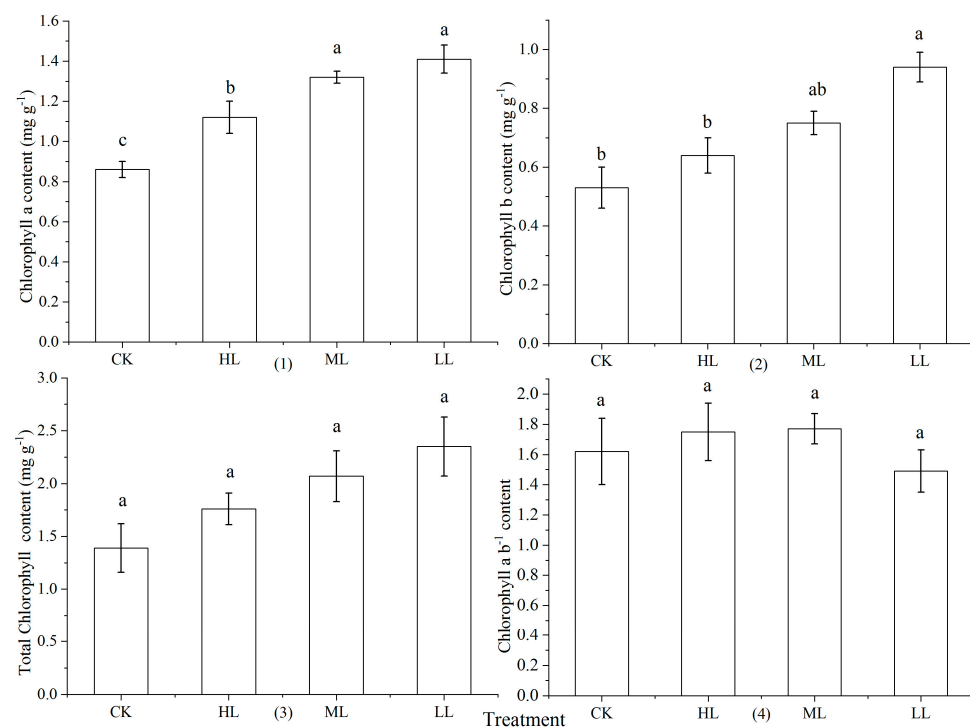 Chlorophyll a content (mg g-1)
1.6
1.4
1.2
1.0
0.8
0.6
0.4
0.2
0.0
c
b
a
a
CK
HL
ML
LL
(1)
Chlorophyll b content (mg g-1)
1.0
0.8
0.6
0.4
0.2
0.0
b
b
ab
a
CK
HL
ML
LL
(2)
Total Chlorophyll content (mg g-1)
3.0
2.5
2.0
1.5
1.0
0.5
0.0
a
a
a
a
CK
HL
ML
LL
(3)
Chlorophyll a b-1 content
2.0
1.8
1.6
1.4
1.2
1.0
0.8
0.6
0.4
0.2
0.0
a
a
a
a
CK
HL
ML
LL
(4)
Treatment